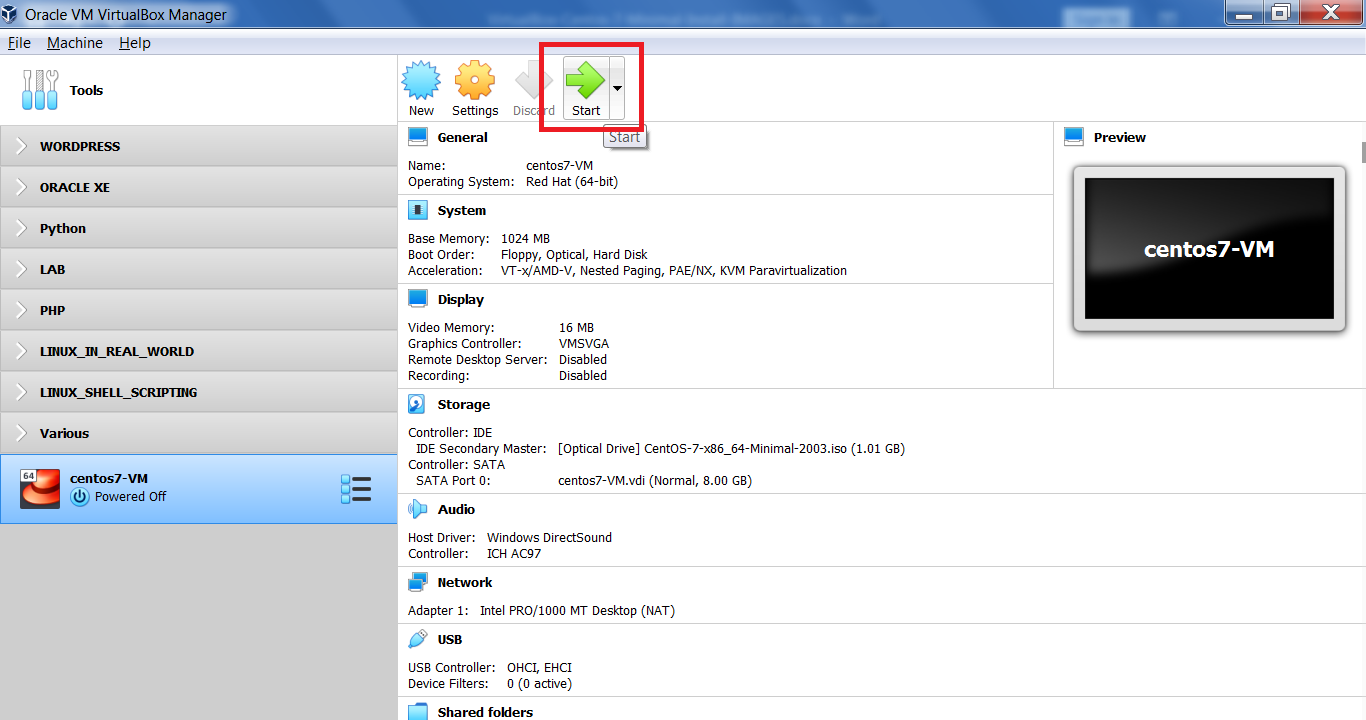 Oracle VM VirtualBox Manager
File Machine Help
Tools
New Settings Discard Start
Start
WORDPRESS
ORACLE XE
Python
LAB
PHP
LINUX_IN_REAL_WORLD
LINUX_SHELL_SCRIPTING
Various
64
centos7-VM
Powered Off
General
Name: centos7-VM
Operating System: Red Hat (64-bit)
System
Base Memory: 1024 MB
Boot Order: Floppy, Optical, Hard Disk
Acceleration: VT-x/AMD-V, Nested Paging, PAE/NX, KVM Paravirtualization
Display
Video Memory: 16 MB
Graphics Controller: VMSVGA
Remote Desktop Server: Disabled
Recording: Disabled
Preview
centos7-VM
Storage
Controller: IDE
IDE Secondary Master: [Optical Drive] CentOS-7-x86_64-Minimal-2003.iso (1.01 GB)
Controller: SATA
SATA Port 0: centos7-VM.vdi (Normal, 8.00 GB)
Audio
Host Driver: Windows DirectSound
Controller: ICH AC97
Network
Adapter 1: Intel PRO/1000 MT Desktop (NAT)
USB
USB Controller: OHCI, EHCI
Device Filters: 0 (0 active)
Shared folders